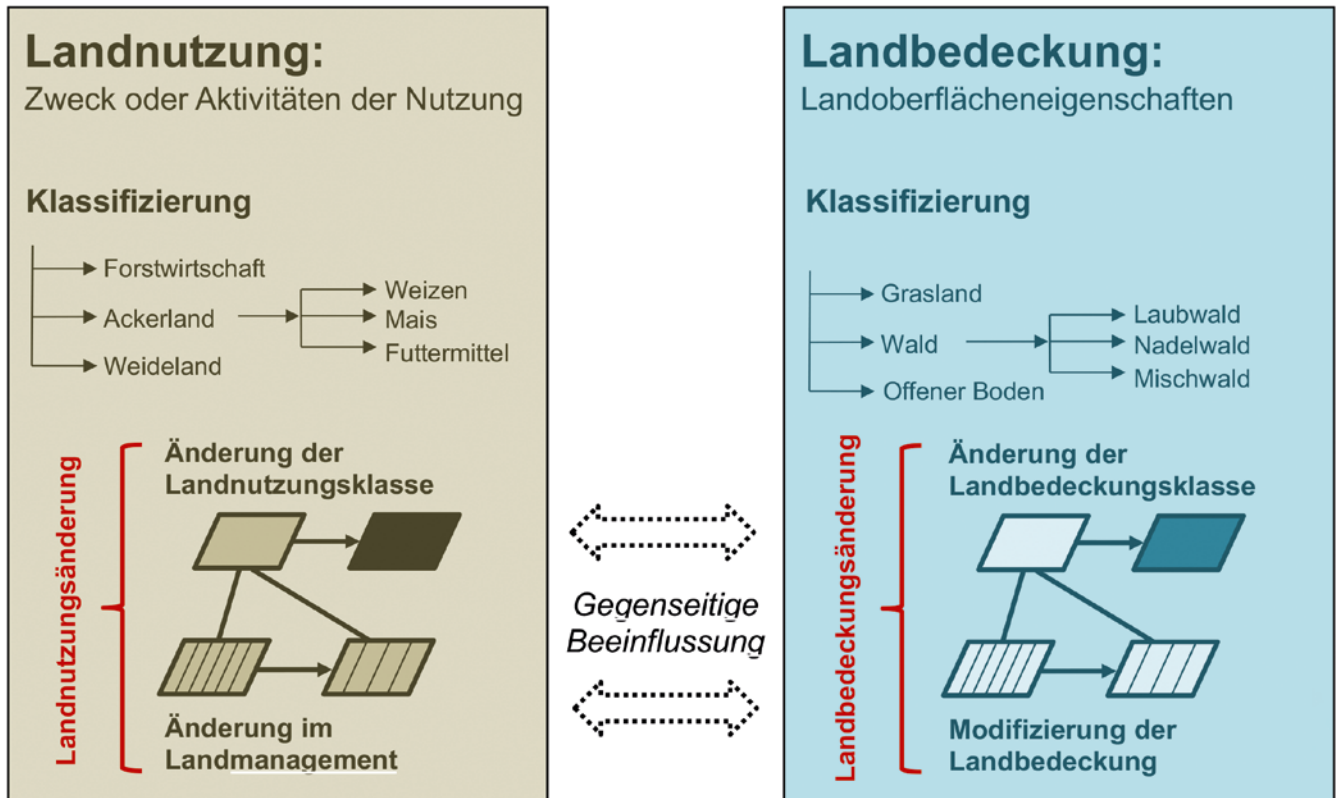 Landnutzung:
Zweck oder Aktivitäten der Nutzung
Klassifizierung
Forstwirtschaft
Ackerland
Weideland
Weizen
Mais
Futtermittel
Landnutzungsänderung
Änderung der
Landnutzungsklasse
Änderung im
Landmanagement
Gegenseitige
Beeinflussung
Landbedeckung:
Landoberflächeneigenschaften
Klassifizierung
Grasland
Wald
Offener Boden
Laubwald
Nadelwald
Mischwald
Landbedeckungsänderung
Änderung der
Landbedeckungsklasse
Modifizierung der
Landbedeckung